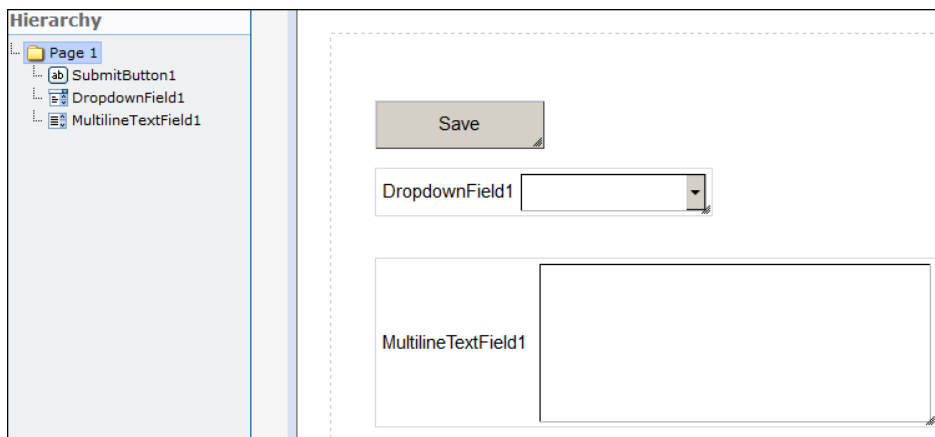 Hierarchy
Page 1
ab SubmitButton1
DropdownField1
MultilineTextField1
Save
DropdownField1
MultilineTextField1